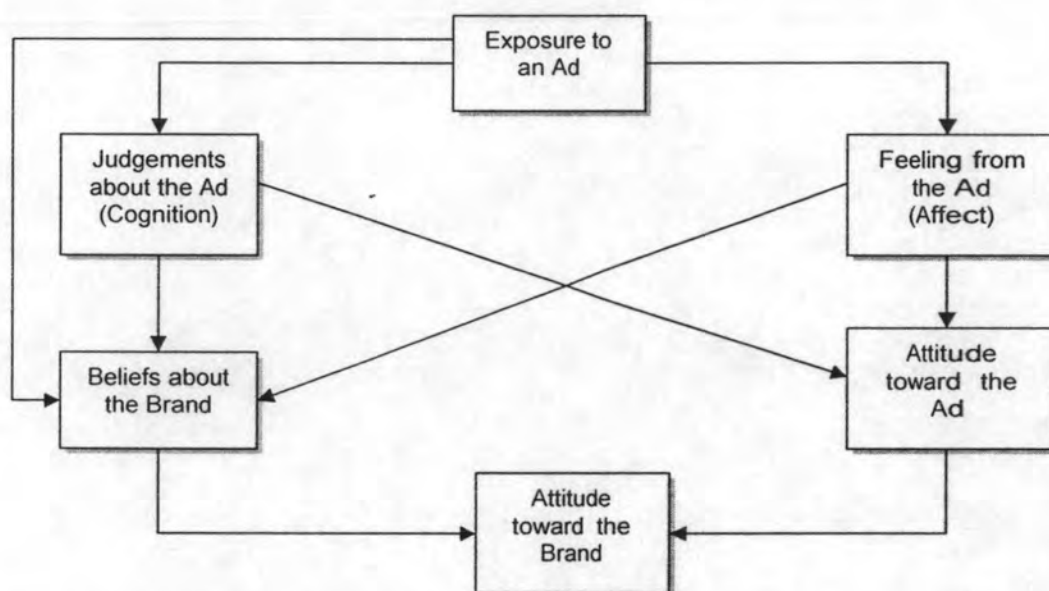 Exposure to
an Ad
Judgements
about the Ad
(Cognition)
Feeling from
the Ad
(Affect)
Beliefs about
the Brand
Attitude
toward the
Ad
Attitude
toward the
Brand